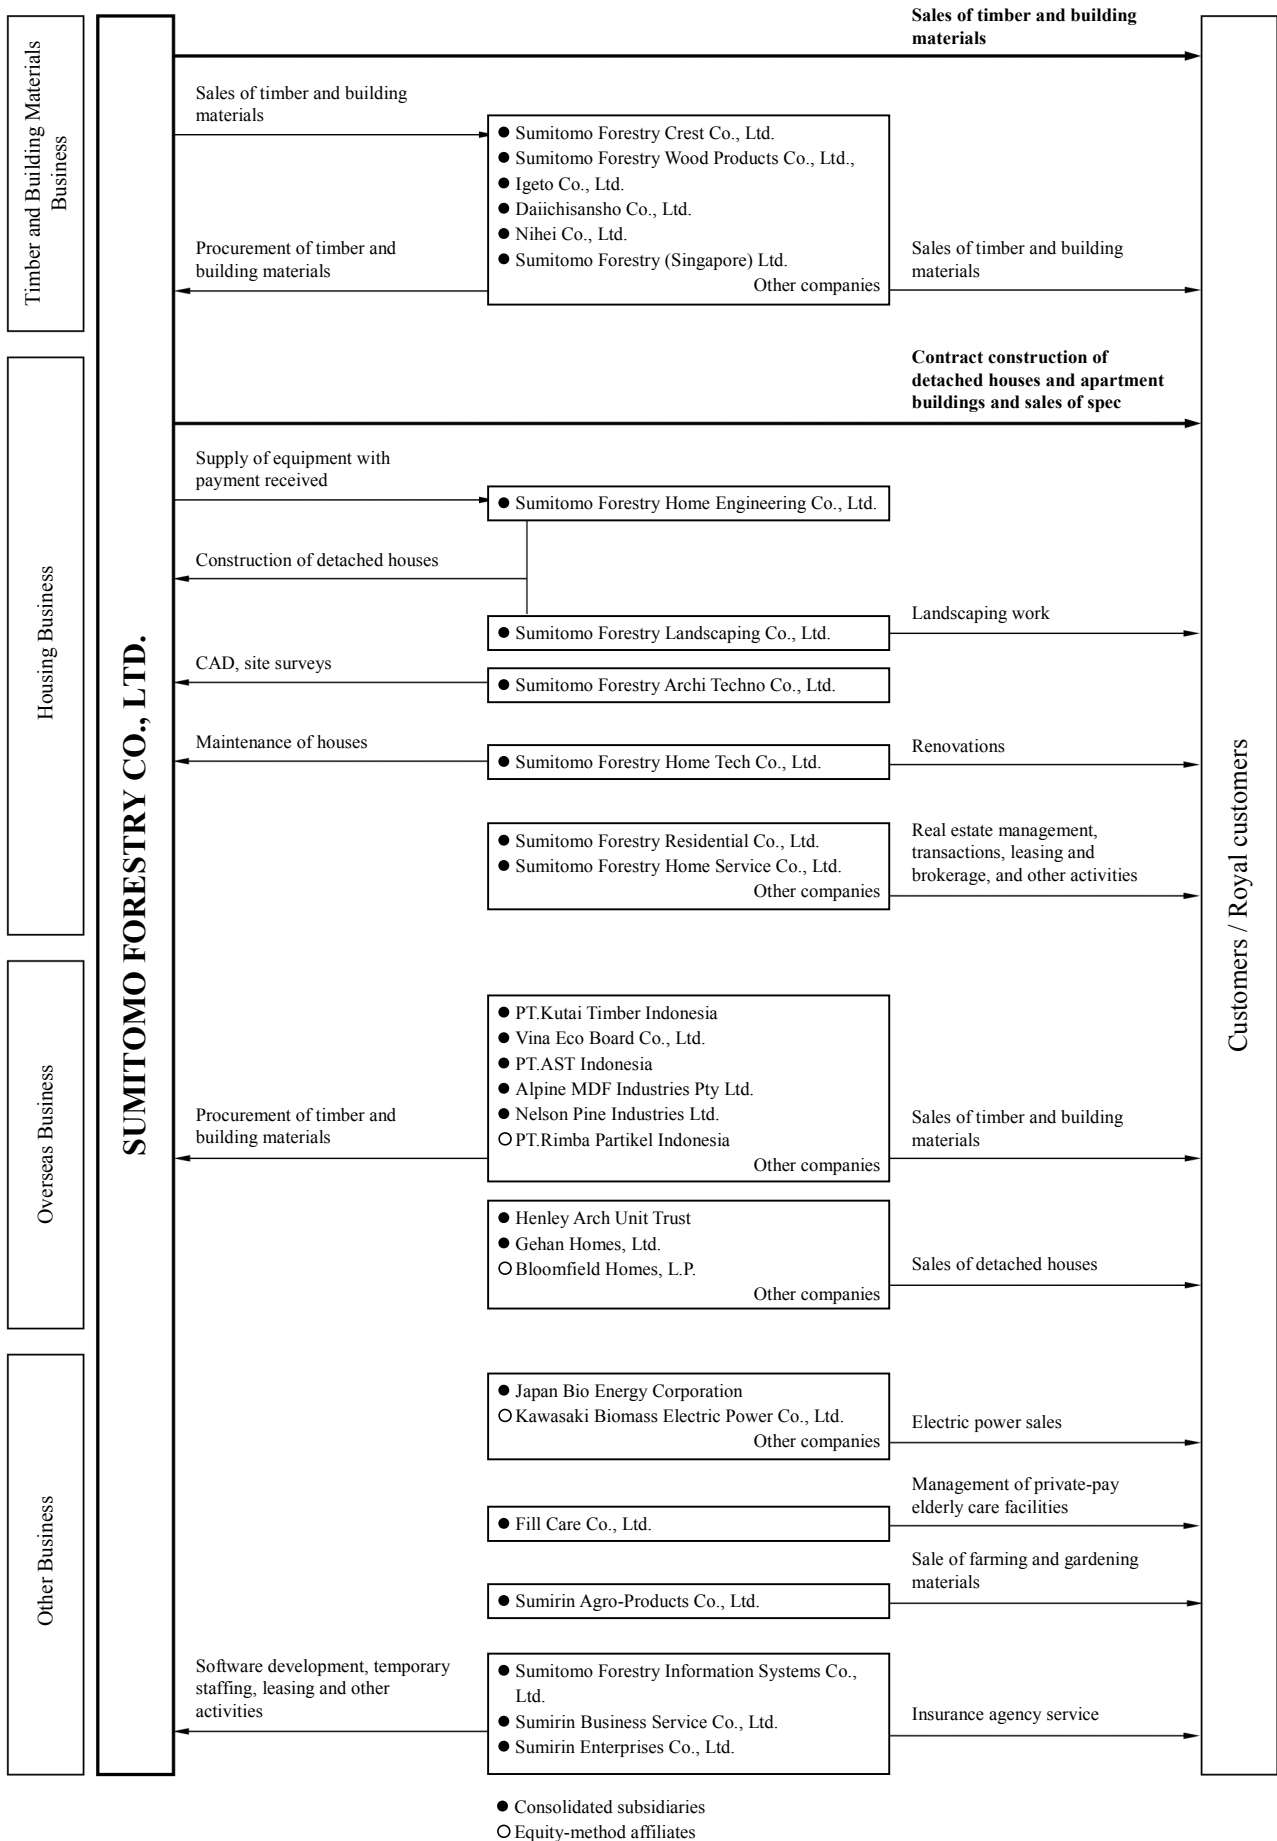 Sales of timber and building
materials
Timber and Building Materials
Business
Sales of timber and building
materials
● Sumitomo Forestry Crest Co., Ltd.
● Sumitomo Forestry Wood Products Co., Ltd.,
● Igeto Co., Ltd.
● Daiichisansho Co., Ltd.
● Nihei Co., Ltd.
● Sumitomo Forestry (Singapore) Ltd.
Other companies
Procurement of timber and
building materials
Sales of timber and building
materials
SUMITOMO FORESTRY CO., LTD.
Customers / Royal customers
Housing Business
Contract construction of
detached houses and apartment
buildings and sales of spec
Supply of equipment with
payment received
● Sumitomo Forestry Home Engineering Co., Ltd.
Construction of detached houses
● Sumitomo Forestry Landscaping Co., Ltd.
Landscaping work
CAD, site surveys
● Sumitomo Forestry Archi Techno Co., Ltd.
Maintenance of houses
● Sumitomo Forestry Home Tech Co., Ltd.
Renovations
● Sumitomo Forestry Residential Co., Ltd.
● Sumitomo Forestry Home Service Co., Ltd.
Other companies
Real estate management,
transactions, leasing and
brokerage, and other activities
Overseas Business
● PT.Kutai Timber Indonesia
● Vina Eco Board Co., Ltd.
● PT.AST Indonesia
● Alpine MDF Industries Pty Ltd.
● Nelson Pine Industries Ltd.
○ PT.Rimba Partikel Indonesia
Other companies
Procurement of timber and
building materials
Sales of timber and building
materials
● Henley Arch Unit Trust
● Gehan Homes, Ltd.
○ Bloomfield Homes, L.P.
Other companies
Sales of detached houses
Other Business
● Japan Bio Energy Corporation
○ Kawasaki Biomass Electric Power Co., Ltd.
Other companies
Electric power sales
● Fill Care Co., Ltd.
Management of private-pay
elderly care facilities
● Sumirin Agro-Products Co., Ltd.
Sale of farming and gardening
materials
Software development, temporary
staffing, leasing and other
activities
● Sumitomo Forestry Information Systems Co.,
Ltd.
● Sumirin Business Service Co., Ltd.
● Sumirin Enterprises Co., Ltd.
Insurance agency service
● Consolidated subsidiaries
○ Equity-method affiliates